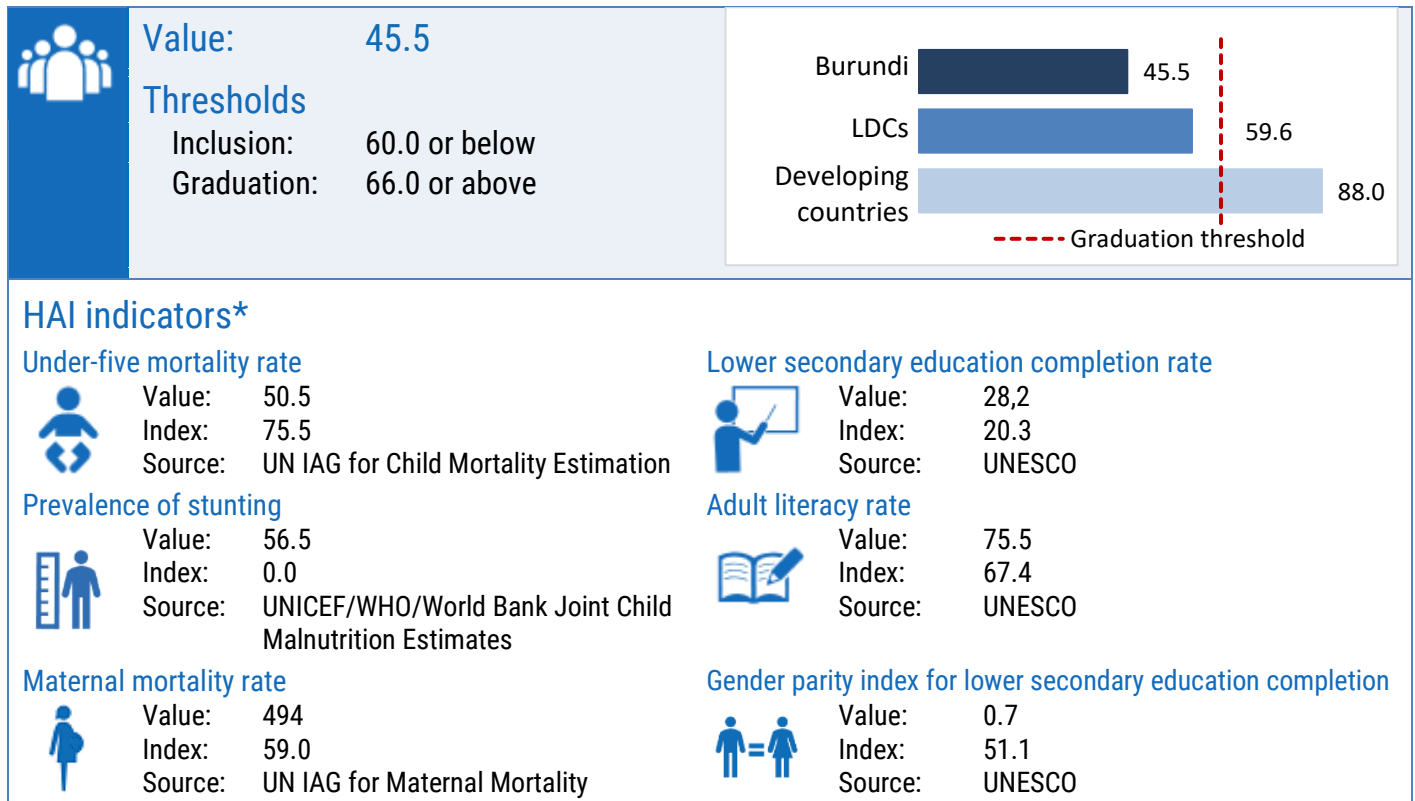 Value: 45.5
Thresholds
Inclusion: 60.0 or below
Graduation: 66.0 or above
Burundi 45.5
LDCs 59.6
Developing
countries 88.0
Graduation threshold
HAI indicators*
Under-five mortality rate
Value: 50.5
Index: 75.5
Source: UN IAG for Child Mortality Estimation
Prevalence of stunting
Value: 56.5
Index: 0.0
Source: UNICEF/WHO/World Bank Joint Child
Malnutrition Estimates
Maternal mortality rate
Value: 494
Index: 59.0
Source: UN IAG for Maternal Mortality
Lower secondary education completion rate
Value: 28,2
Index: 20.3
Source: UNESCO
Adult literacy rate
Value: 75.5
Index: 67.4
Source: UNESCO
Gender parity index for lower secondary education completion
Value: 0.7
Index: 51.1
Source: UNESCO